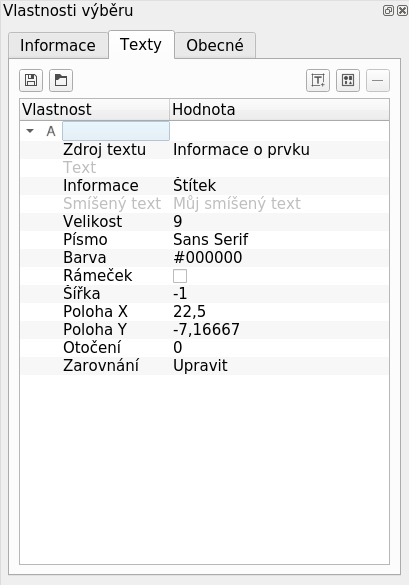 Vlastnosti výběru
Informace Texty Obecné
Vlastnost Hodnota
A
Zdroj textu Informace o prvku
Text
Informace Štítek
Smíšený text Můj smíšený text
Velikost 9
Písmo Sans Serif
Barva #000000
Rámeček
Šířka -1
Poloha X 22,5
Poloha Y -7,16667
Otočení 0
Zarovnání Upravit